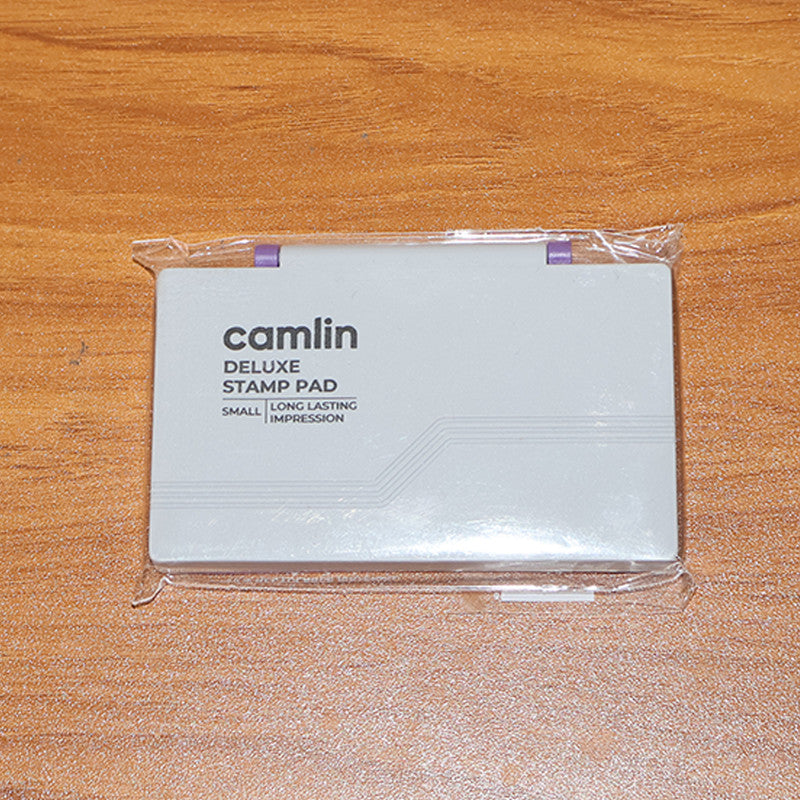 camlin
DELUXE
STAMP PAD
SMALL | LONG LASTING
IMPRESSION